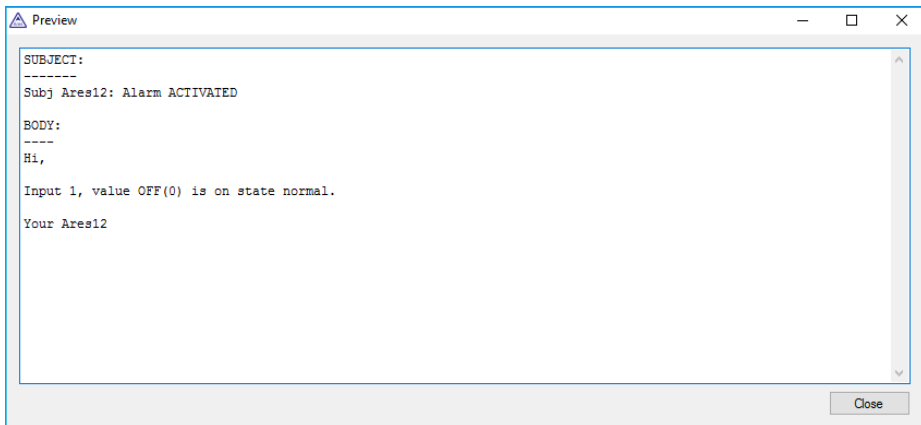 Preview
SUBJECT:
-------
Subj Ares12: Alarm ACTIVATED
BODY:
----
Hi,
Input 1, value OFF(0) is on state normal.
Your Ares12
Close